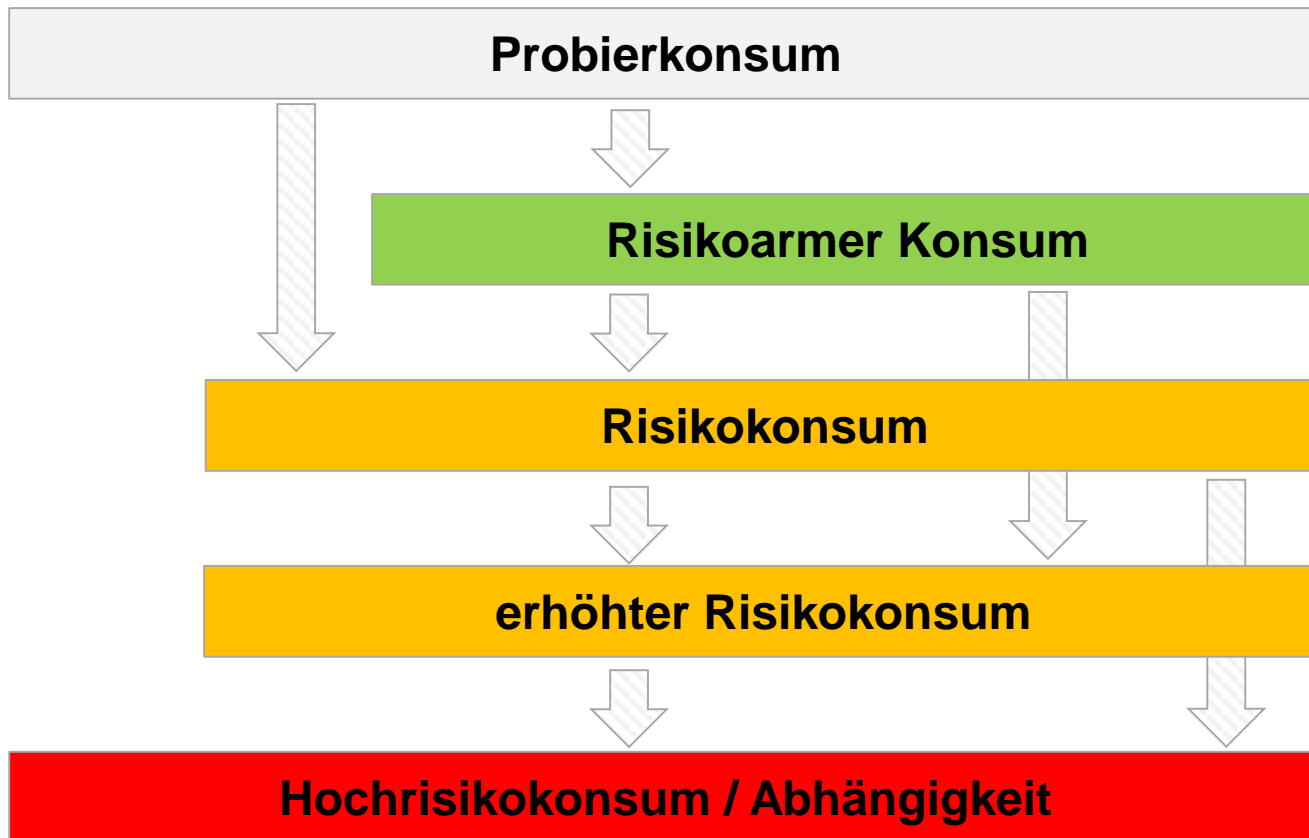 Probierkonsum
Risikoarmer Konsum
Risikokonsum
erhöhter Risikokonsum
Hochrisikokonsum / Abhängigkeit